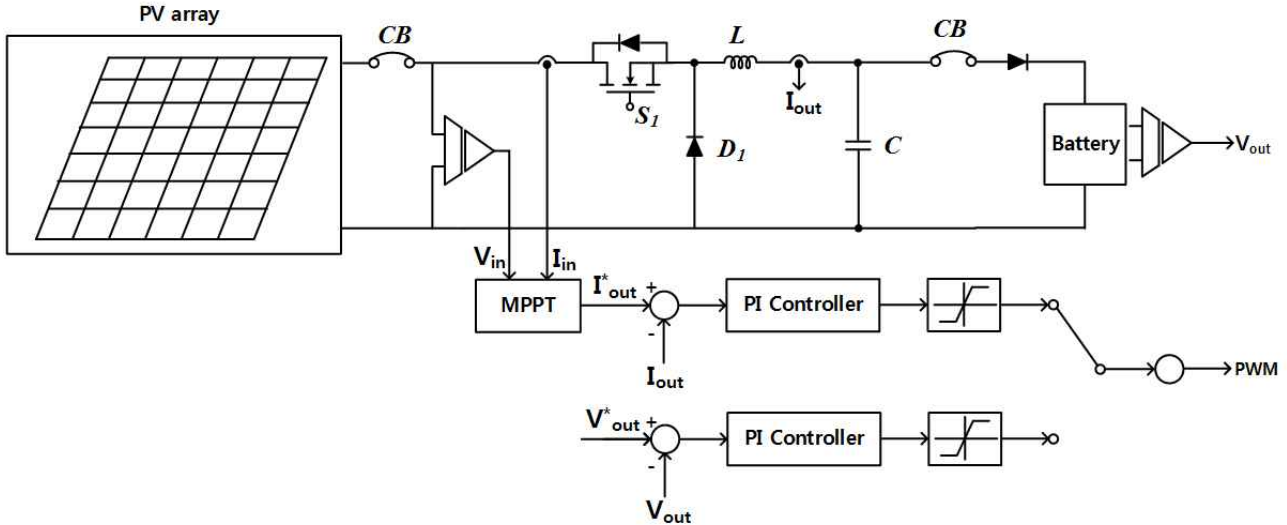 PV array
CB
L
CB
S1
Iout
D1
C
Battery
Vout
Vin
Iin
MPPT
I*out
+
-
Iout
PI Controller
PWM
V*out
+
-
Vout
PI Controller